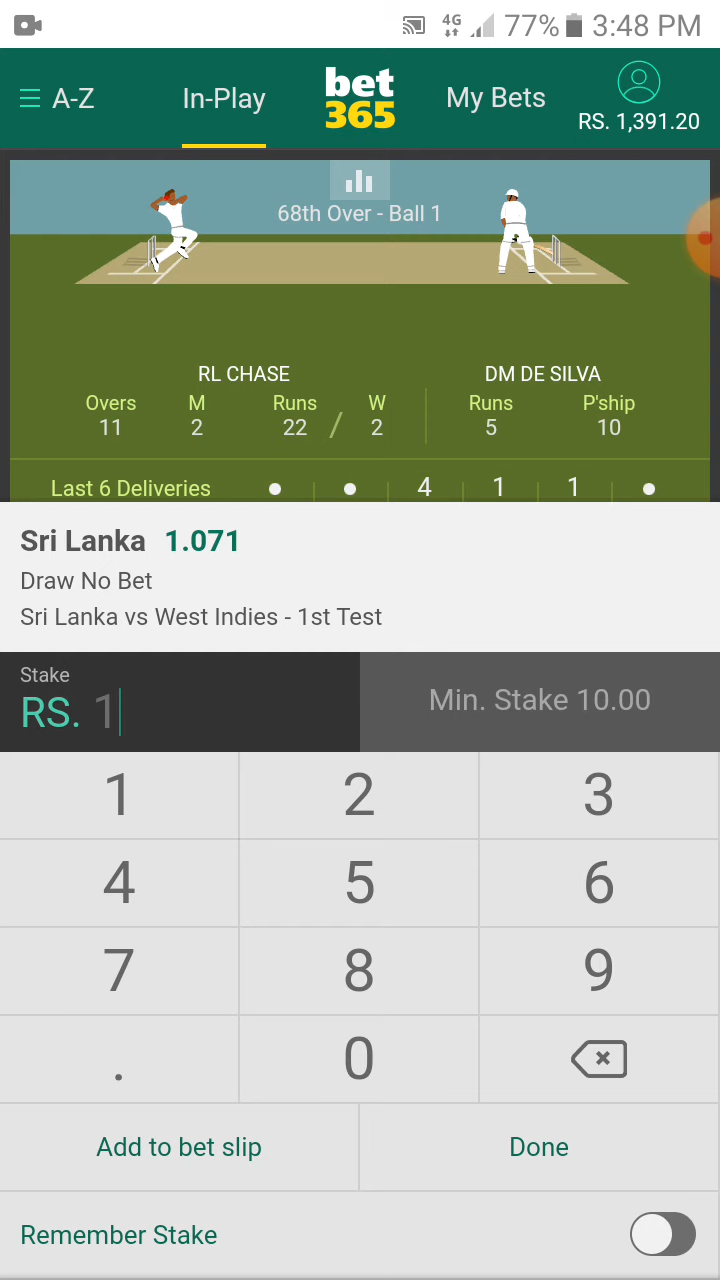 4G 77% 3:48 PM
A-Z In-Play bet365 My Bets RS. 1,391.20
68th Over - Ball 1
RL CHASE DM DE SILVA
Overs M Runs W Runs P'ship
11 2 22 / 2 5 10
Last 6 Deliveries • • 4 1 1 •
Sri Lanka 1.071
Draw No Bet
Sri Lanka vs West Indies - 1st Test
Stake
RS. 1 Min. Stake 10.00
1 2 3
4 5 6
7 8 9
. 0
Add to bet slip Done
Remember Stake